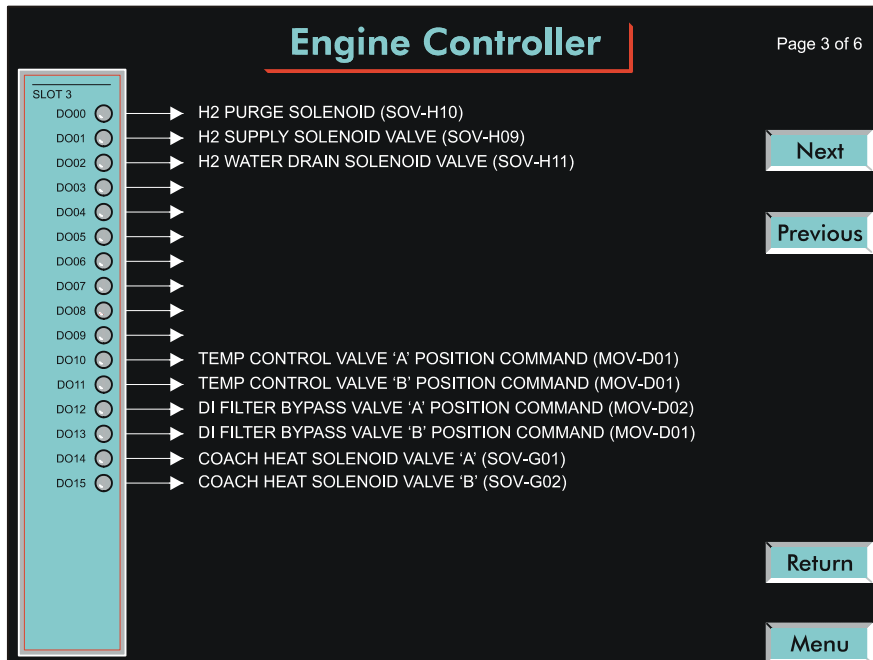 Engine Controller
Page 3 of 6
SLOT 3
DO00 H2 PURGE SOLENOID (SOV-H10)
DO01 H2 SUPPLY SOLENOID VALVE (SOV-H09)
DO02 H2 WATER DRAIN SOLENOID VALVE (SOV-H11)
DO03
DO04
DO05
DO06
DO07
DO08
DO09
DO10 TEMP CONTROL VALVE ‘A’ POSITION COMMAND (MOV-D01)
DO11 TEMP CONTROL VALVE ‘B’ POSITION COMMAND (MOV-D01)
DO12 DI FILTER BYPASS VALVE ‘A’ POSITION COMMAND (MOV-D02)
DO13 DI FILTER BYPASS VALVE ‘B’ POSITION COMMAND (MOV-D01)
DO14 COACH HEAT SOLENOID VALVE ‘A’ (SOV-G01)
DO15 COACH HEAT SOLENOID VALVE ‘B’ (SOV-G02)
Next
Previous
Return
Menu